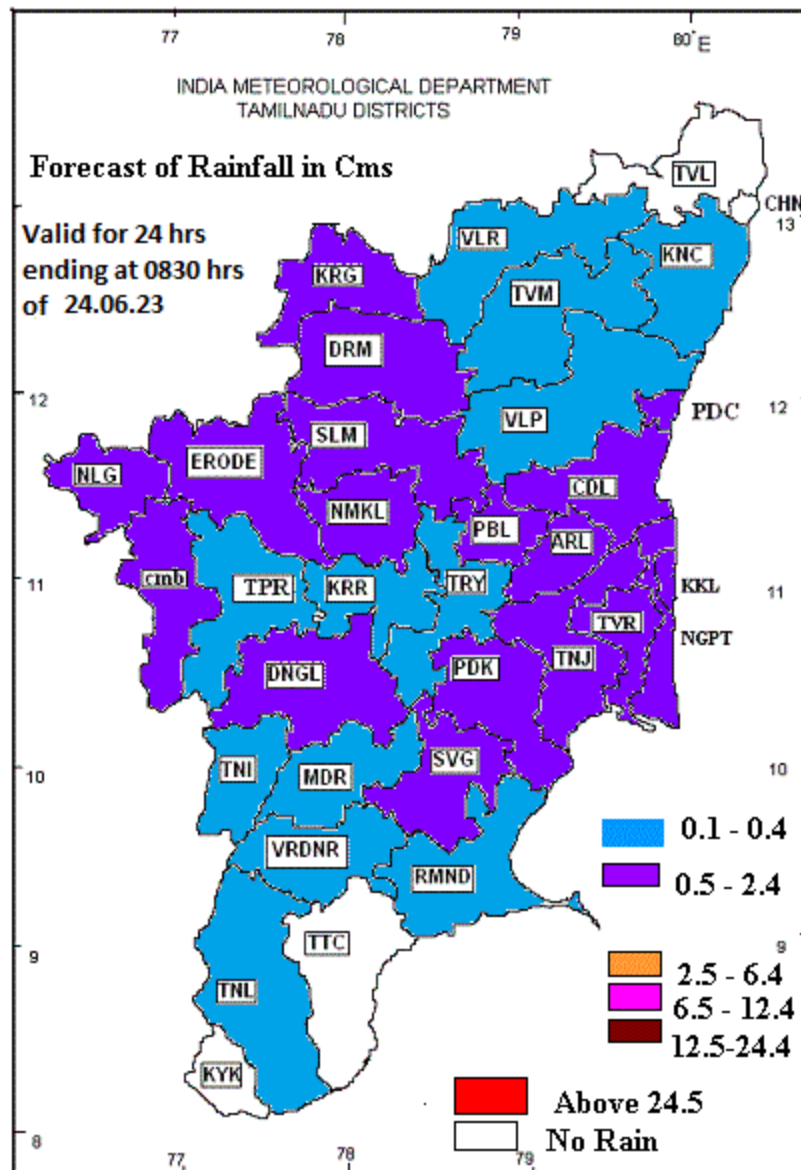 77 78 79 80° E
INDIA METEOROLOGICAL DEPARTMENT
TAMILNADU DISTRICTS
Forecast of Rainfall in Cms
TVL
CHN
13
Valid for 24 hrs
ending at 0830 hrs
of 24.06.23
VLR
KNC
KRG
TVM
DRM
12
12
PDC
VLP
SLM
ERODE
NLG
CDL
NMKL
PBL
ARL
11
cmb
TPR
KRR
TRY
KKL
11
TVR
NGPT
DNGL
PDK
TNJ
10
TNI
MDR
SVG
10
0.1 - 0.4
VRDNR
RMND
0.5 - 2.4
9
TTC
9
2.5 - 6.4
TNL
6.5 - 12.4
12.5-24.4
KYK
Above 24.5
8
No Rain
77 78 79